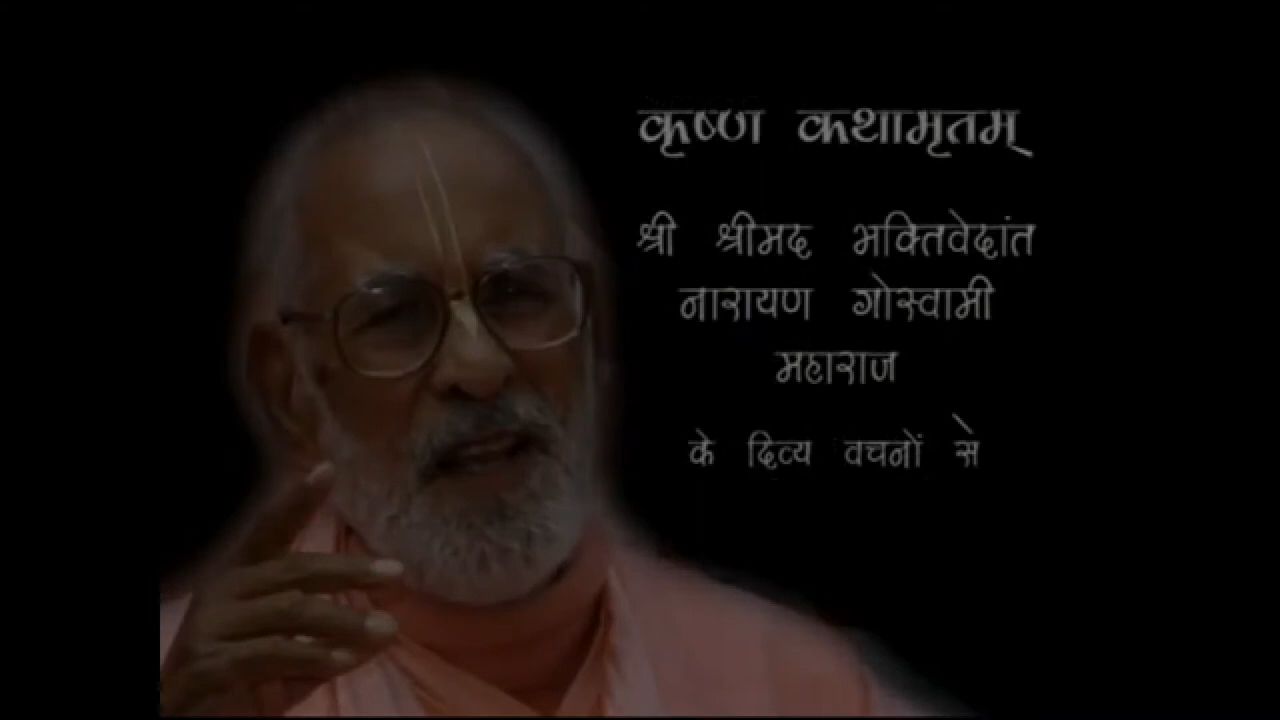 कृष्ण कथामृतम्
श्री श्रीमद भक्तिवेदांत
नारायण गोस्वामी
महाराज
के दिव्य वचनों से